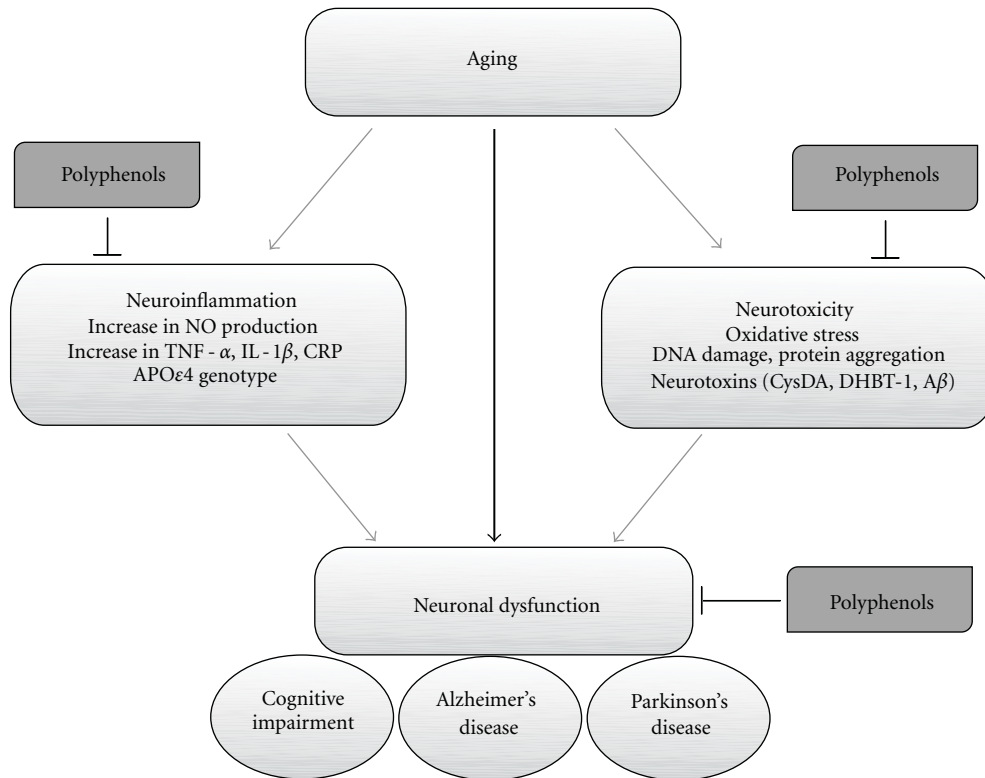 Aging
Polyphenols
Polyphenols
Neuroinflammation
Increase in NO production
Increase in TNF - α, IL - 1β, CRP
APOε4 genotype
Neurotoxicity
Oxidative stress
DNA damage, protein aggregation
Neurotoxins (CysDA, DHBT-1, Aβ)
Neuronal dysfunction
Polyphenols
Cognitive
impairment
Alzheimer’s
disease
Parkinson’s
disease